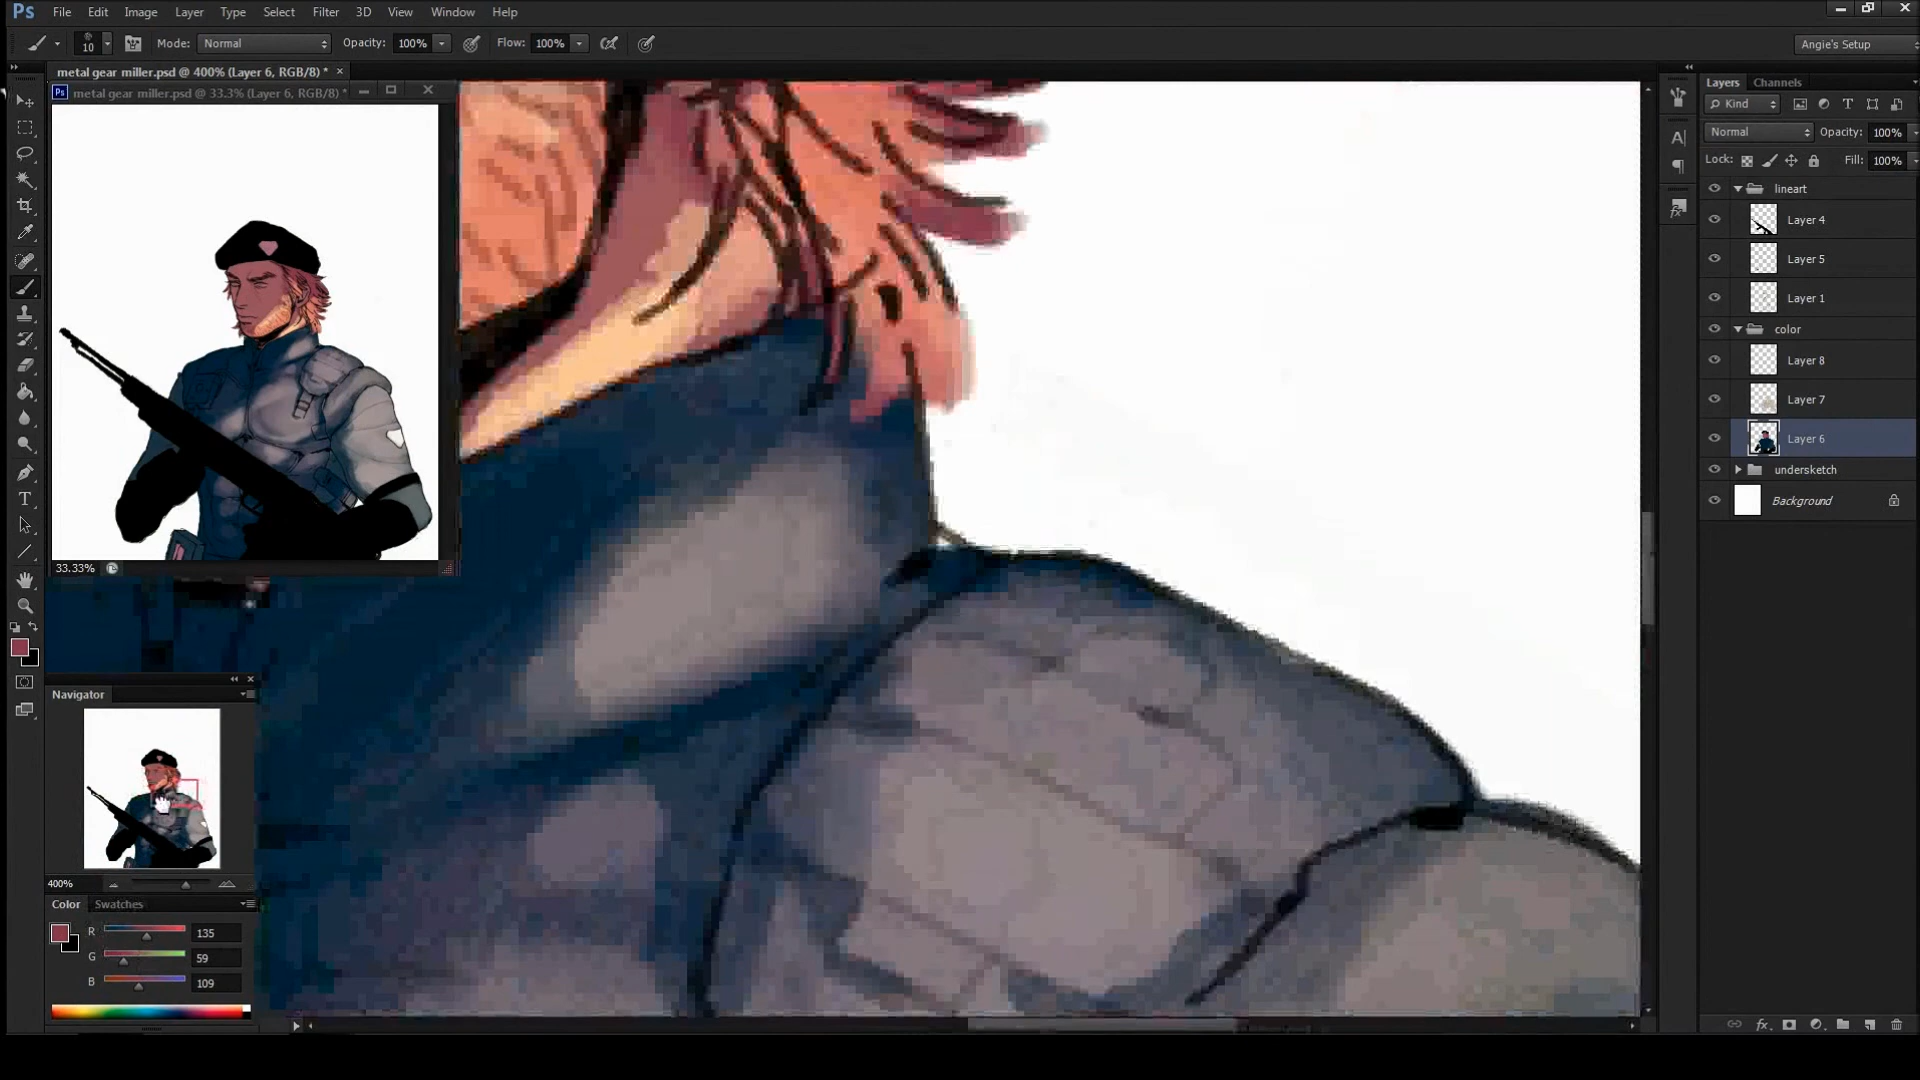 Ps File Edit Image Layer Type Select Filter 3D View Window Help
10 Mode: Normal Opacity: 100% Flow: 100% Angie's Setup
metal gear miller.psd @ 400% (Layer 6, RGB/8) * ×
Ps metal gear miller.psd @ 33.3% (Layer 6, RGB/8) *
33.33%
Navigator
400%
Color Swatches
R 135
G 59
B 109
Layers Channels
Kind
Normal Opacity: 100%
Lock: Fill: 100%
lineart
Layer 4
Layer 5
Layer 1
color
Layer 8
Layer 7
Layer 6
undersketch
Background